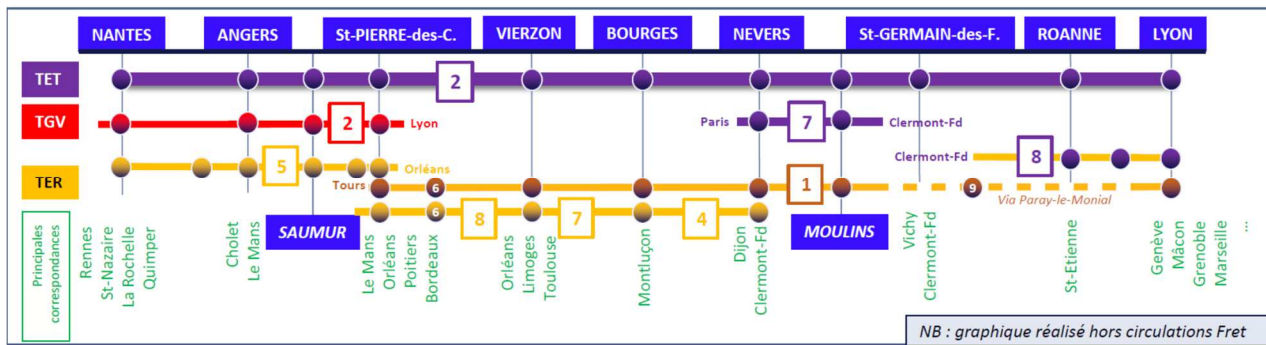 NANTES ANGERS St-PIERRE-des-C. VIERZON BOURGES NEVERS St-GERMAIN-des-F. ROANNE LYON
TET
2
TGV
2
Lyon
Paris
7
Clermont-Fd
TER
5
Orléans
Clermont-Fd
8
Tours
6
1
9
Via Paray-le-Monial
6
8
7
4
SAUMUR
MOULINS
Principales
correspondances
Rennes
St-Nazaire
La Rochelle
Quimper
Cholet
Le Mans
Le Mans
Orléans
Poitiers
Bordeaux
Orléans
Limoges
Toulouse
Montluçon
Dijon
Clermont-Fd
Vichy
Clermont-Fd
St-Etienne
Genève
Mâcon
Grenoble
Marseille
...
NB : graphique réalisé hors circulations Fret